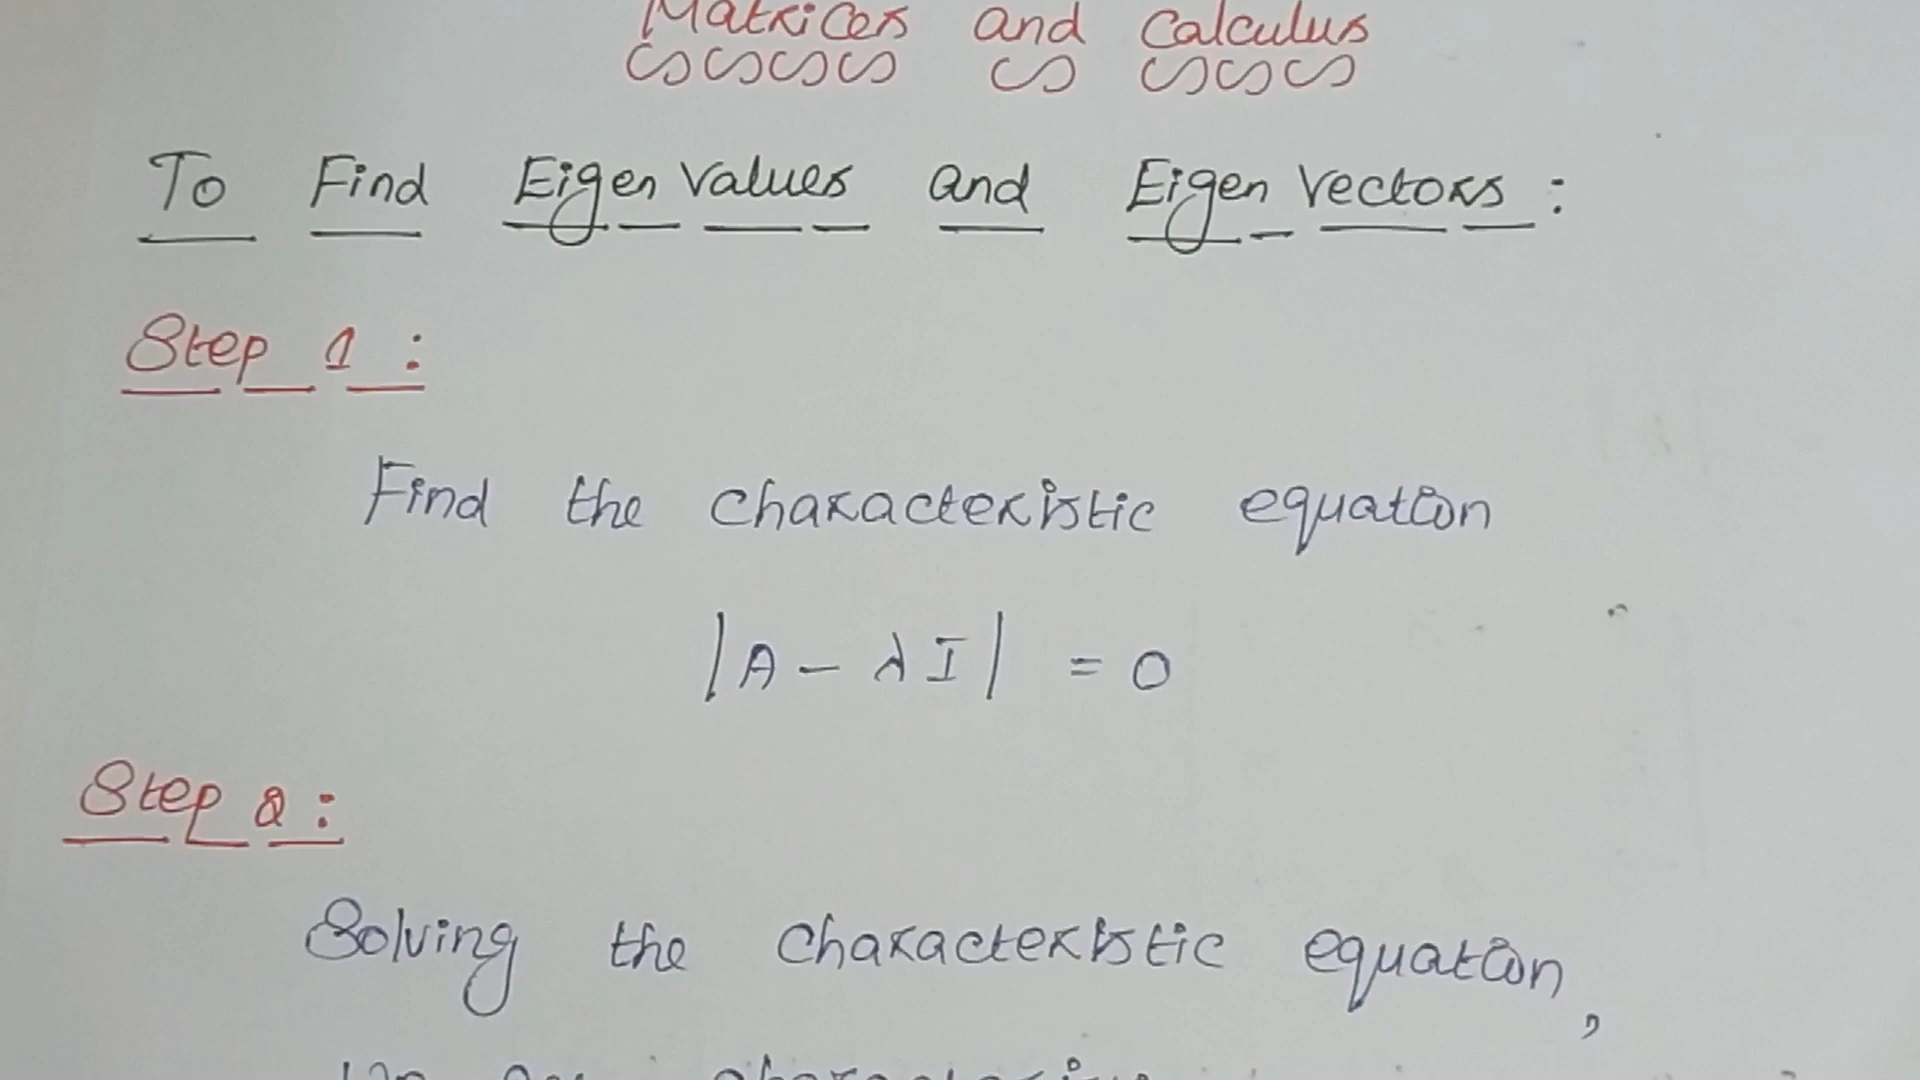 Matrices and Calculus
To Find Eigen values and Eigen vectors :
Step 1 :
Find the characteristic equation
|A - λI| = 0
Step 2 :
Solving the characteristic equation,